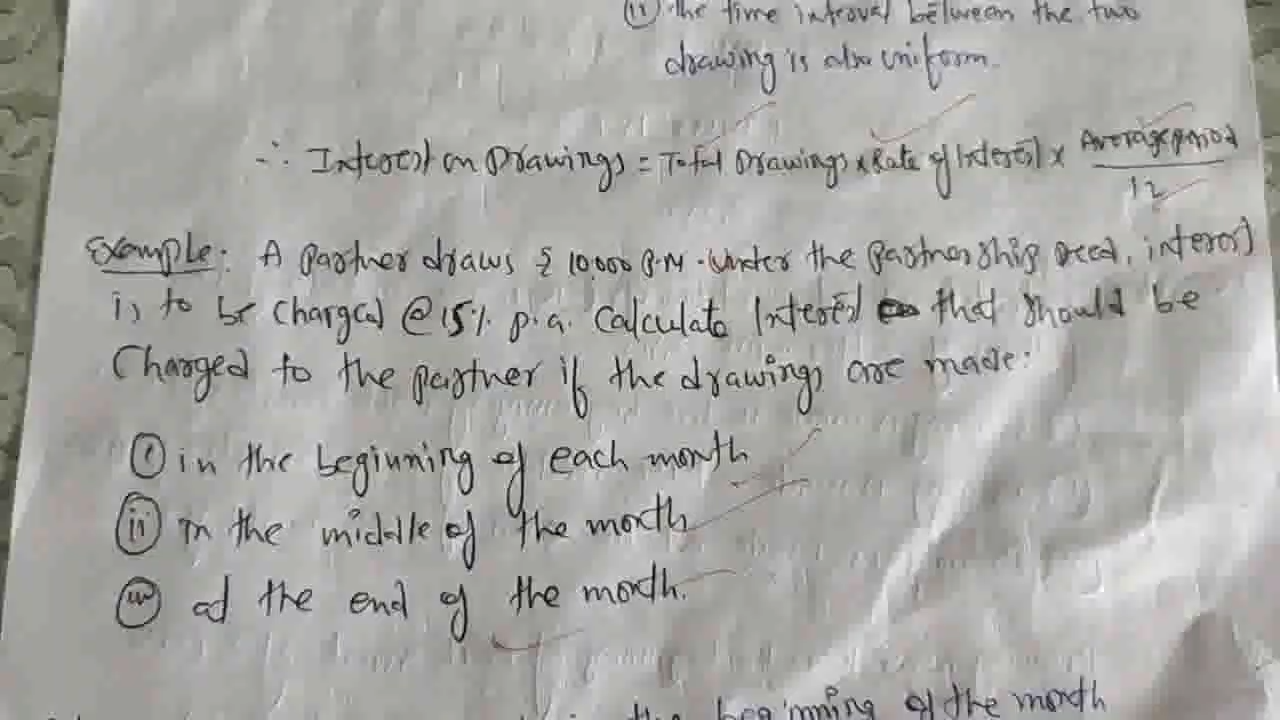 (ii) the time interval between the two
drawing is also uniform.
∴ Interest on Drawings = Total Drawings x Rate of Interest x Average period
12
Example: A partner draws ₹ 10,000 P.M. Under the partnership deed, interest
is to be charged @ 15% p.a. Calculate Interest that should be
Charged to the partner if the drawings are made:
(i) in the beginning of each month
(ii) in the middle of the month
(iii) at the end of the month.
the beginning of the month